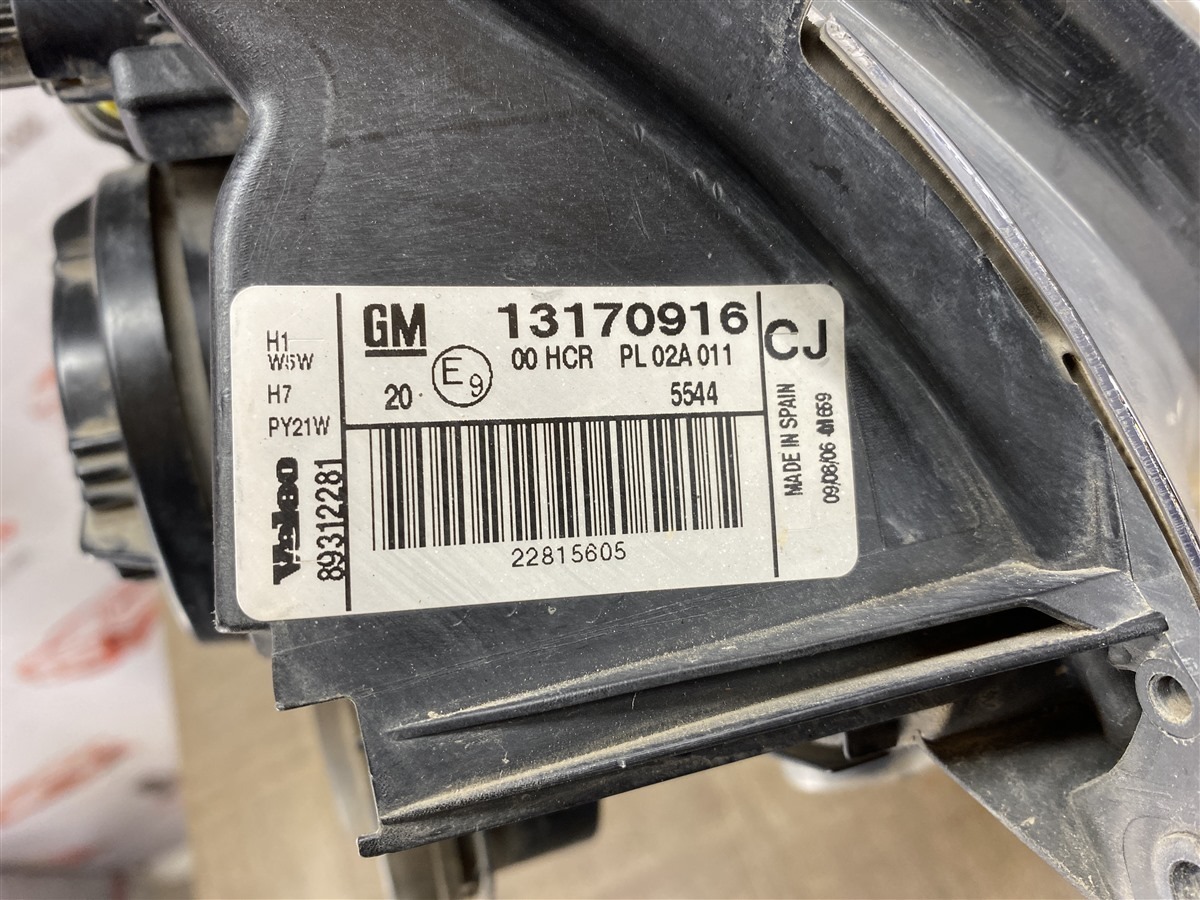 H1
W5W
H7
PY21W
Valeo
89312281
GM 13170916
E9 00 HCR PL 02A 011
20 5544
22815605
CJ
MADE IN SPAIN
09/08/06